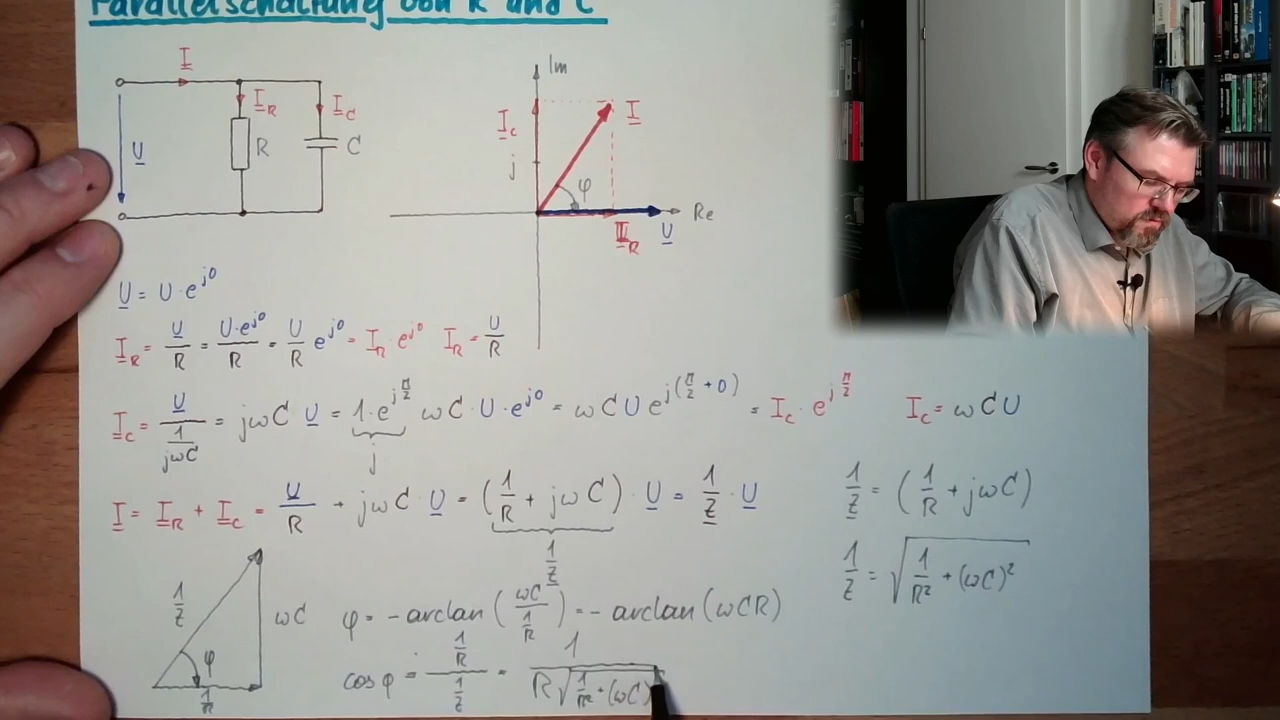 Parallelschaltung von R und C
I
I_R
I_C
U
R
C
Im
I_C
I
j
φ
Re
I_R
U
U = U·e^{j0}
I_R = U/R = U·e^{j0}/R = U/R e^{j0} = I_R·e^{j0} I_R = U/R
I_C = U/(1/jωC) = jωC U = 1·e^{jπ/2} ωC·U·e^{j0} = ωCU e^{j(π/2+0)} = I_C·e^{jπ/2} I_C = ωCU
j
I = I_R + I_C = U/R + jωC·U = (1/R + jωC)·U = 1/Z·U
1/Z
1/Z = (1/R + jωC)
1/Z = √(1/R² + (ωC)²)
1/Z
ωC
φ
1/R
φ = -arctan(ωC/(1/R)) = -arctan(ωCR)
cos φ = (1/R)/(1/Z) = 1/(R√(1/R² + (ωC)